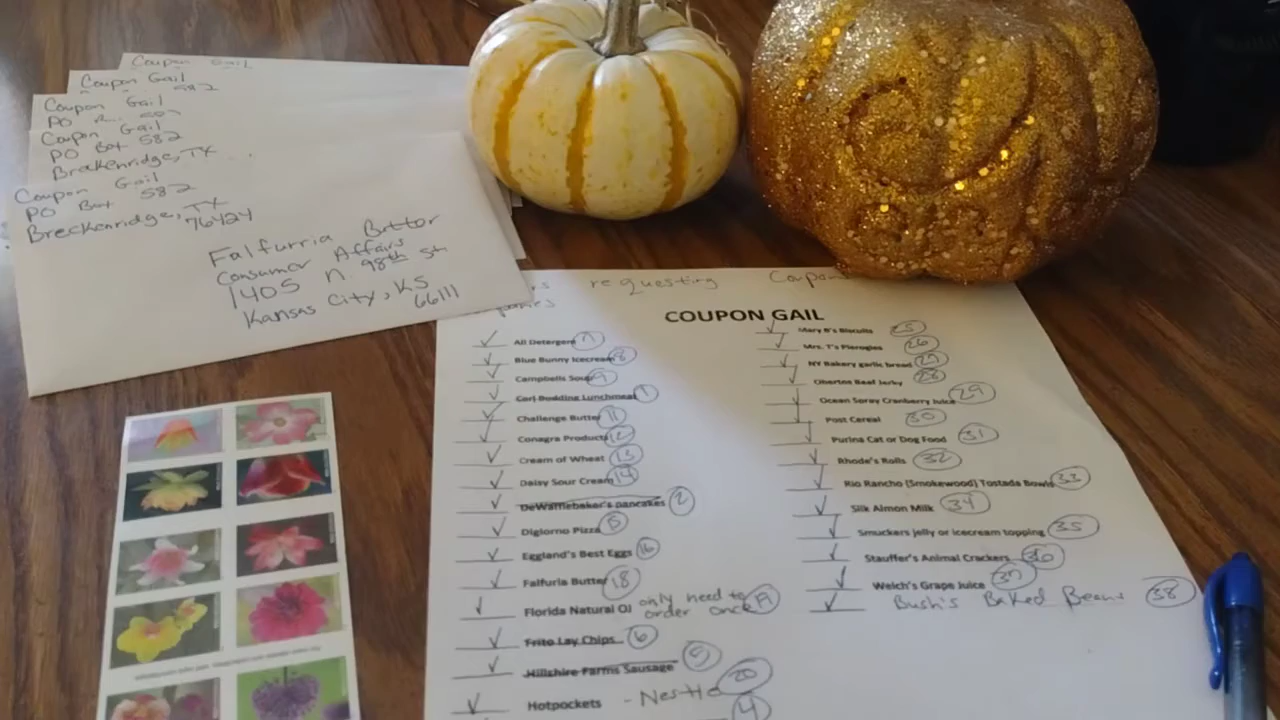 Coupon Gail
Coupon Gail
582
Coupon Gail
PO
Coupon Gail
PO Box 582
Breckenridge, TX
Coupon Gail
PO Box 582
Breckenridge, TX
76424
Falfurria Butter
Consumer Affairs
1405 N. 98th St
Kansas City, KS
66111
requesting Coupon
COUPON GAIL
All Detergent
Blue Bunny Icecream 8
Campbells Soup 9
Carl Budding Lunchmeat 1
Challenge Butter 11
Conagra Products 12
Cream of Wheat 13
Daisy Sour Cream 14
DeWafflebaker's pancakes 2
Digiorno Pizza 15
Eggland's Best Eggs 16
Falfuria Butter 18
Florida Natural OJ only need to
order once 19
Frito Lay Chips 6
Hillshire Farms Sausage 5
Hotpockets - Nestle 20
4
Mary B's Biscuits 25
Mrs. T's Pierogies 26
NY Bakery garlic bread 27
Obertos Beef Jerky 28
Ocean Spray Cranberry Juice 29
Post Cereal 30
Purina Cat or Dog Food 31
Rhode's Rolls 32
Rio Rancho (Smokewood) Tostada Bowls 33
Silk Almon Milk 34
Smuckers jelly or icecream topping 35
Stauffer's Animal Crackers 36
Welch's Grape Juice 37
Bush's Baked Beans 38